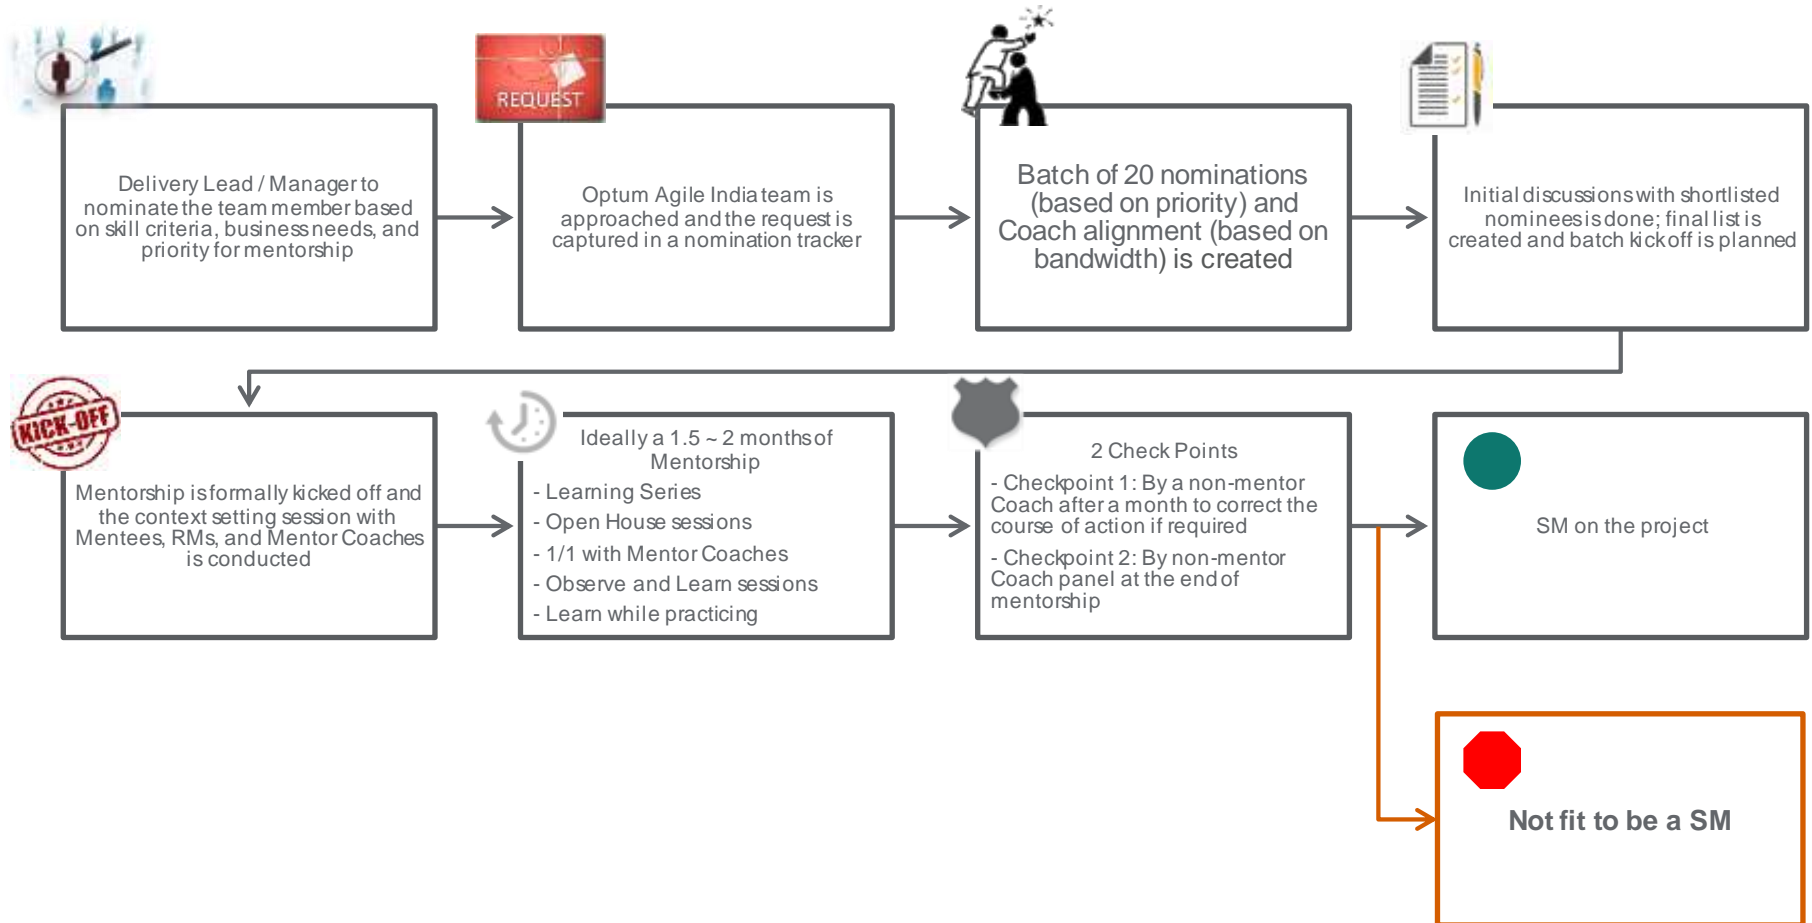 REQUEST
Delivery Lead / Manager to
nominate the team member based
on skill criteria, business needs, and
priority for mentorship
Optum Agile India team is
approached and the request is
captured in a nomination tracker
Batch of 20 nominations
(based on priority) and
Coach alignment (based on
bandwidth) is created
Initial discussions with shortlisted
nominees is done; final list is
created and batch kick off is planned
KICK-OFF
Mentorship is formally kicked off and
the context setting session with
Mentees, RMs, and Mentor Coaches
is conducted
Ideally a 1.5 ~ 2 months of
Mentorship
- Learning Series
- Open House sessions
- 1/1 with Mentor Coaches
- Observe and Learn sessions
- Learn while practicing
2 Check Points
- Checkpoint 1: By a non-mentor
Coach after a month to correct the
course of action if required
- Checkpoint 2: By non-mentor
Coach panel at the end of
mentorship
SM on the project
Not fit to be a SM